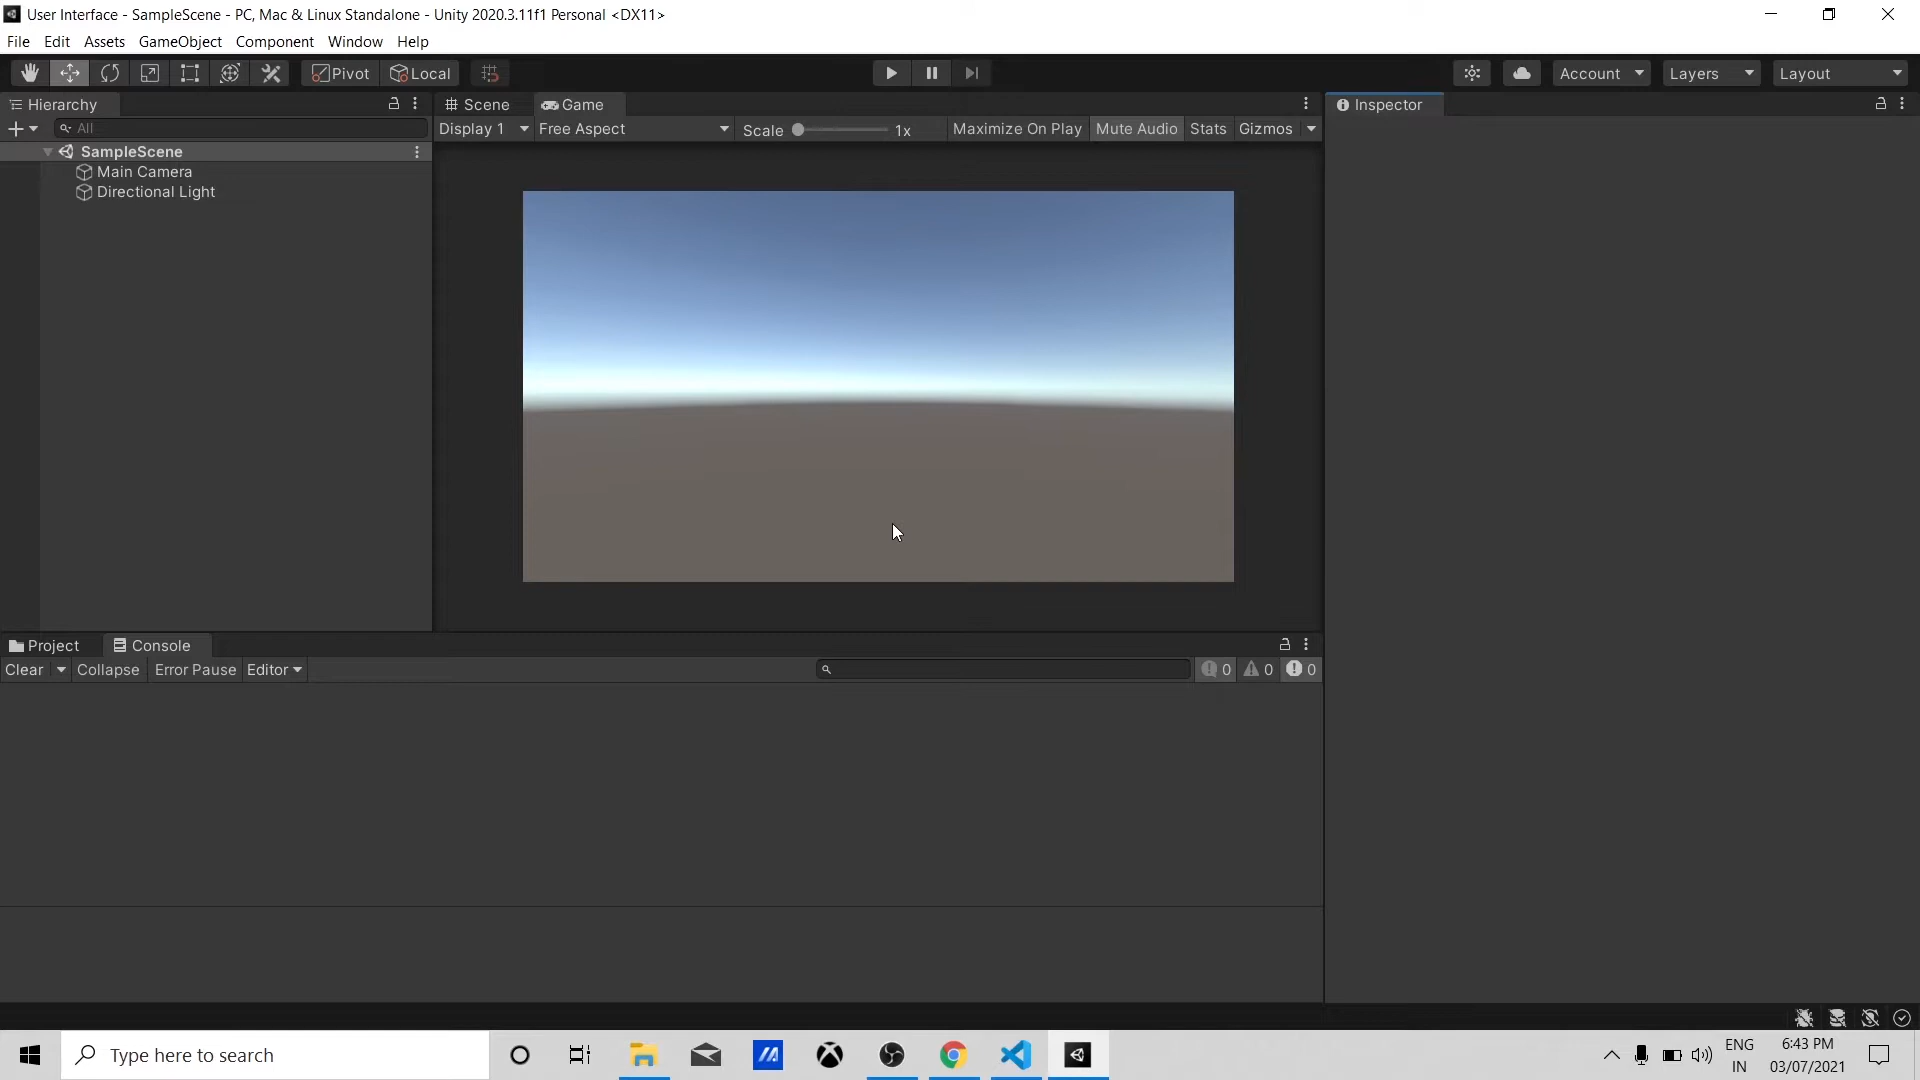 User Interface - SampleScene - PC, Mac & Linux Standalone - Unity 2020.3.11f1 Personal <DX11>
File Edit Assets GameObject Component Window Help
Pivot Local Account Layers Layout
Hierarchy Scene Game Inspector
All Display 1 Free Aspect Scale 1x Maximize On Play Mute Audio Stats Gizmos
SampleScene
Main Camera
Directional Light
Project Console
Clear Collapse Error Pause Editor 0 0 0
Type here to search
ENG
IN
6:43 PM
03/07/2021